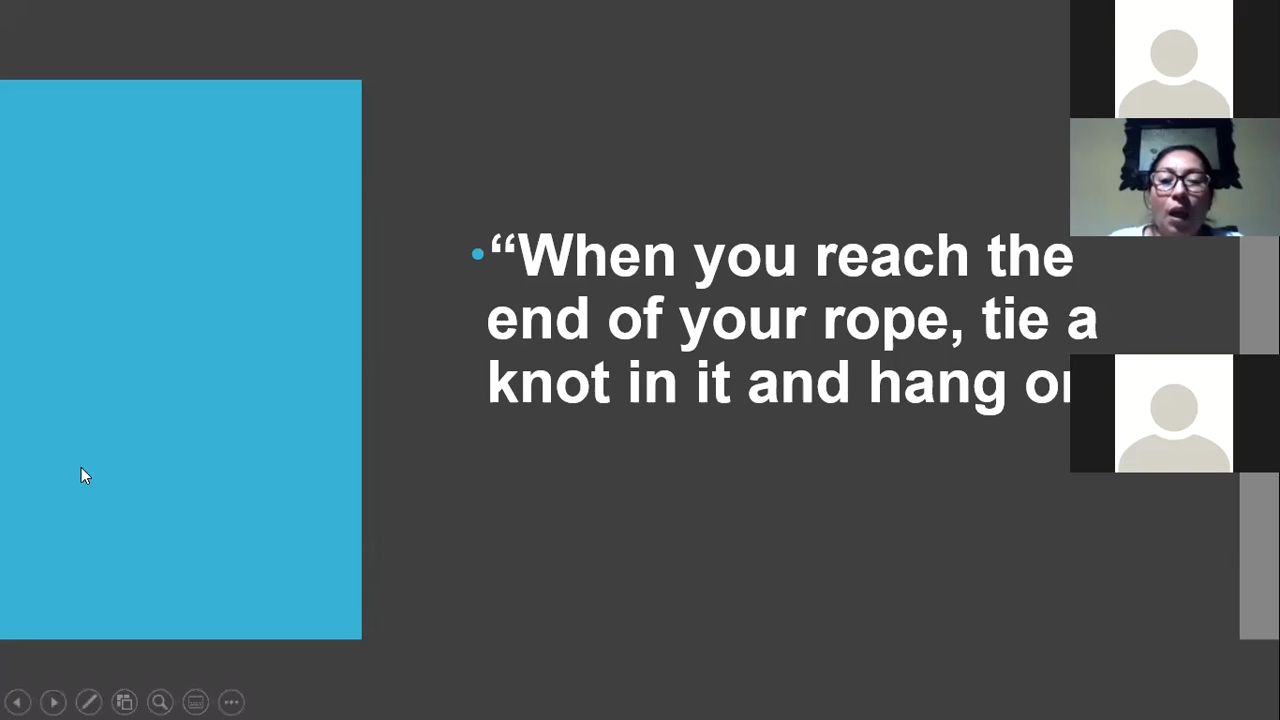 “When you reach the
end of your rope, tie a
knot in it and hang